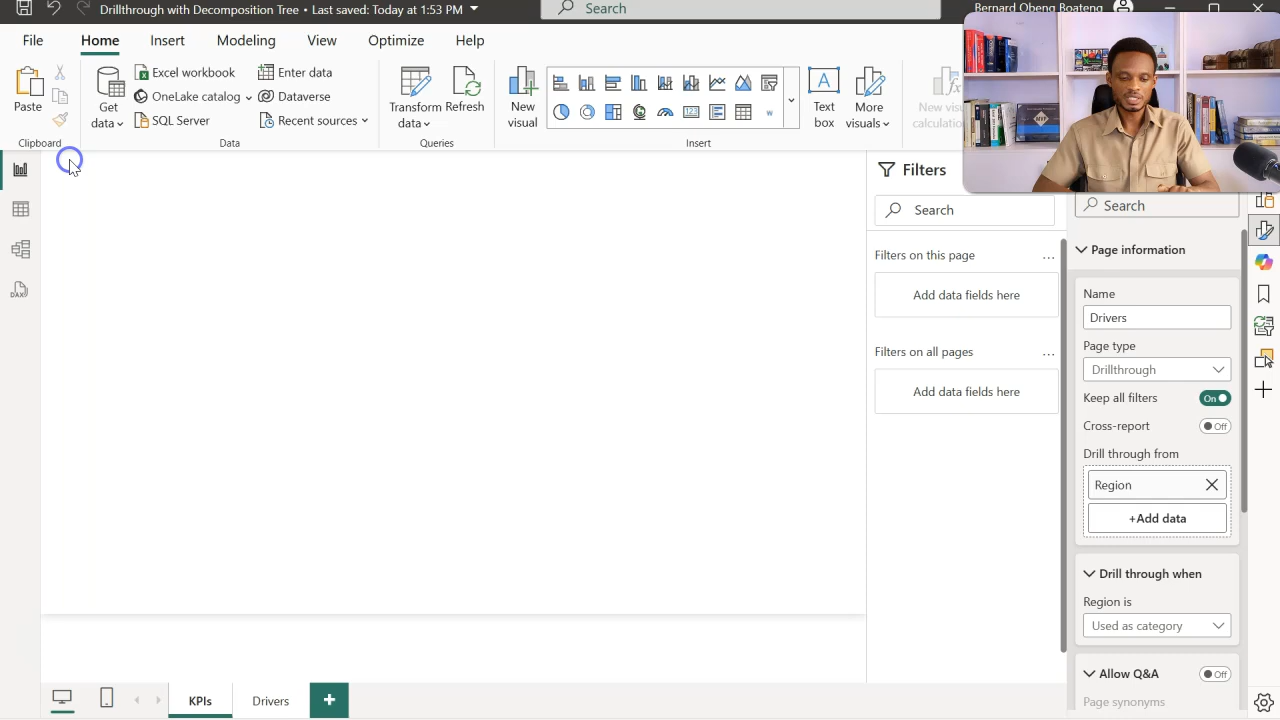 Drillthrough with Decomposition Tree • Last saved: Today at 1:53 PM
Search
Bernard Obeng Boateng
File
Home
Insert
Modeling
View
Optimize
Help
Paste
Clipboard
Get
data
Excel workbook
OneLake catalog
SQL Server
Enter data
Dataverse
Recent sources
Data
Transform
data
Refresh
Queries
New
visual
Text
box
More
visuals
Insert
New visual
calculation
Filters
Search
Filters on this page
...
Add data fields here
Filters on all pages
...
Add data fields here
Search
Page information
Name
Drivers
Page type
Drillthrough
Keep all filters
On
Cross-report
Off
Drill through from
Region
+Add data
Drill through when
Region is
Used as category
Allow Q&A
Off
Page synonyms
KPIs
Drivers